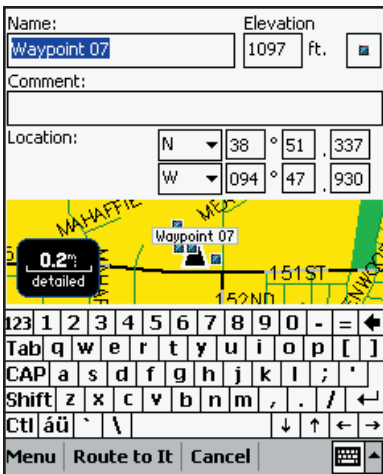 Name: Elevation
Waypoint 07 1097 ft.
Comment:
Location: N 38 ° 51 . 337
W 094 ° 47 . 930
MAHAFFIE
Waypoint 07
0.2
detailed
151ST
152ND
123 1 2 3 4 5 6 7 8 9 0 - =
Tab q w e r t y u i o p [ ]
CAP a s d f g h j k l ; '
Shift z x c v b n m , . /
Ctl áü ` \ ↓ ↑ ← →
Menu Route to It Cancel